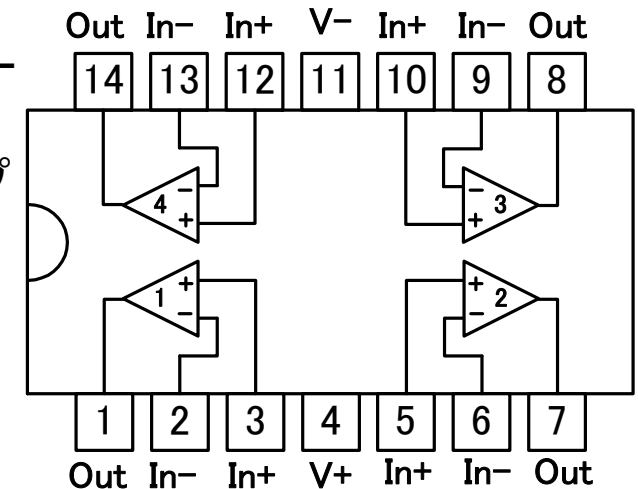 Out In− In+ V− In+ In− Out
14 13 12 11 10 9 8
− −
4 3
+ +
+ +
1 2
− −
1 2 3 4 5 6 7
Out In− In+ V+ In+ In− Out